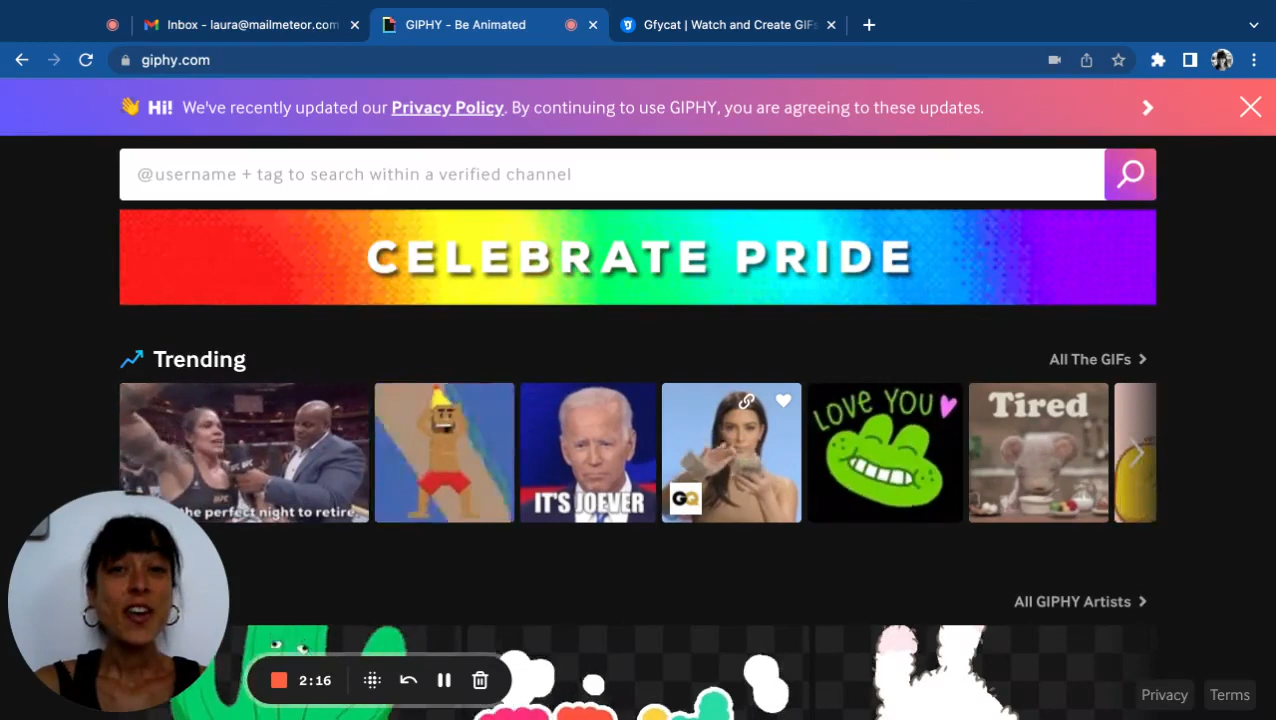 Inbox - laura@mailmeteor.com
GIPHY - Be Animated
Gfycat | Watch and Create GIFs
giphy.com
👋 Hi! We've recently updated our Privacy Policy. By continuing to use GIPHY, you are agreeing to these updates.
@username + tag to search within a verified channel
CELEBRATE PRIDE
Trending
All The GIFs
the perfect night to retire.
IT'S JOEVER
GQ
LOVE YOU
Tired
All GIPHY Artists
2:16
Privacy
Terms